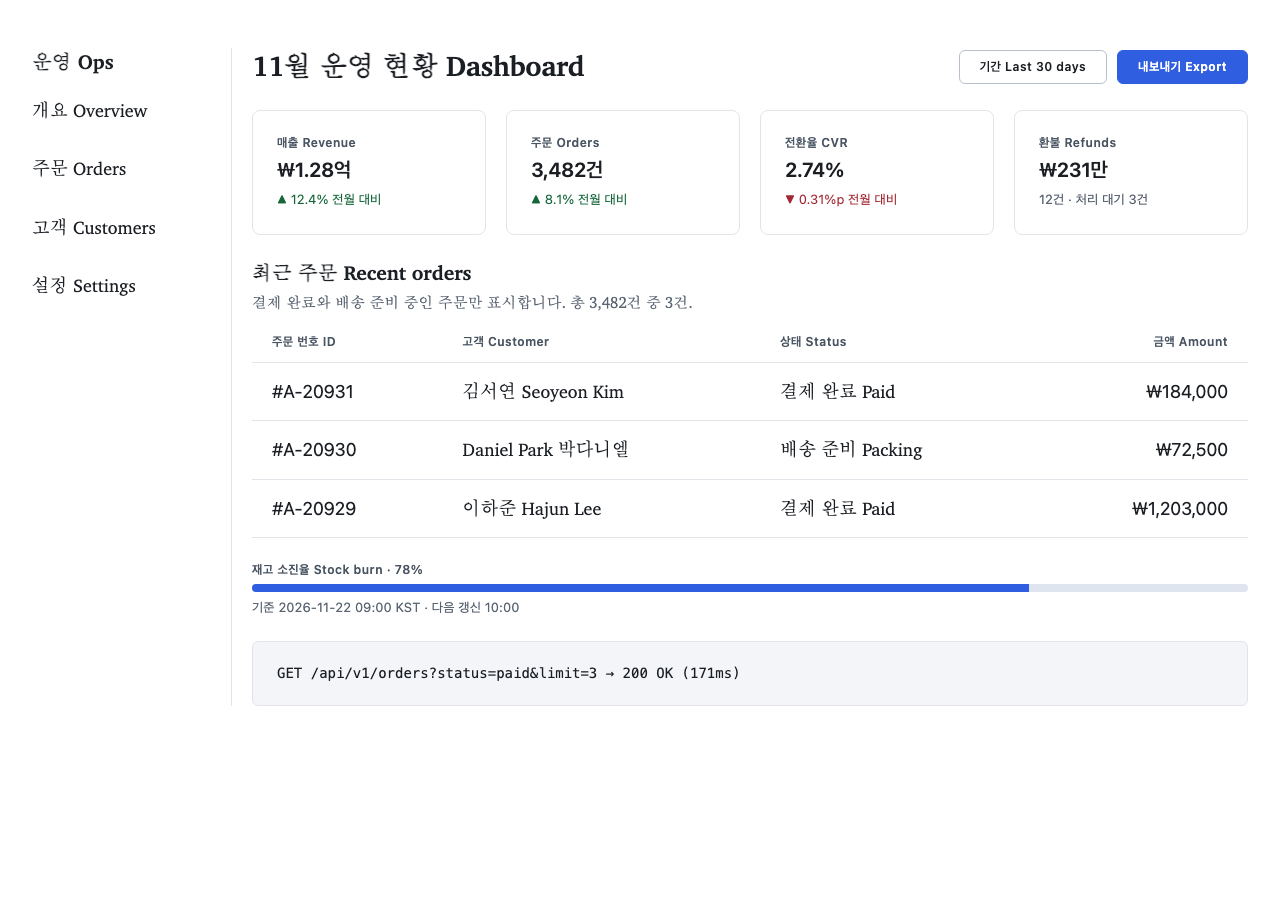 운영 Ops
개요 Overview
주문 Orders
고객 Customers
설정 Settings
11월 운영 현황 Dashboard
기간 Last 30 days
내보내기 Export
매출 Revenue
₩1.28억
▲ 12.4% 전월 대비
주문 Orders
3,482건
▲ 8.1% 전월 대비
전환율 CVR
2.74%
▼ 0.31%p 전월 대비
환불 Refunds
₩231만
12건 · 처리 대기 3건
최근 주문 Recent orders
결제 완료와 배송 준비 중인 주문만 표시합니다. 총 3,482건 중 3건.
주문 번호 ID 고객 Customer 상태 Status 금액 Amount
#A-20931 김서연 Seoyeon Kim 결제 완료 Paid ₩184,000
#A-20930 Daniel Park 박다니엘 배송 준비 Packing ₩72,500
#A-20929 이하준 Hajun Lee 결제 완료 Paid ₩1,203,000
재고 소진율 Stock burn · 78%
기준 2026-11-22 09:00 KST · 다음 갱신 10:00
GET /api/v1/orders?status=paid&limit=3 → 200 OK (171ms)